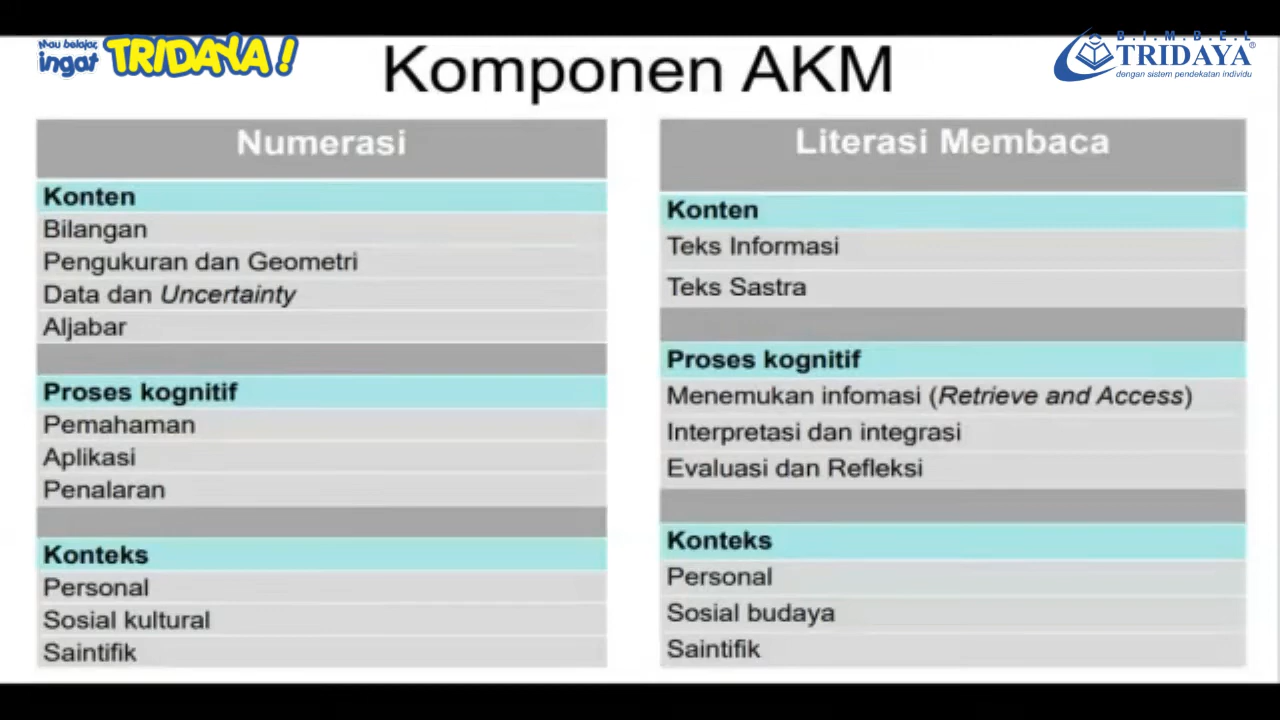 Mau belajar,
ingat TRIDAYA!
Komponen AKM
B.I.M.B.E.L
TRIDAYA®
dengan sistem pendekatan individu
Numerasi
Konten
Bilangan
Pengukuran dan Geometri
Data dan Uncertainty
Aljabar
Proses kognitif
Pemahaman
Aplikasi
Penalaran
Konteks
Personal
Sosial kultural
Saintifik
Literasi Membaca
Konten
Teks Informasi
Teks Sastra
Proses kognitif
Menemukan infomasi (Retrieve and Access)
Interpretasi dan integrasi
Evaluasi dan Refleksi
Konteks
Personal
Sosial budaya
Saintifik